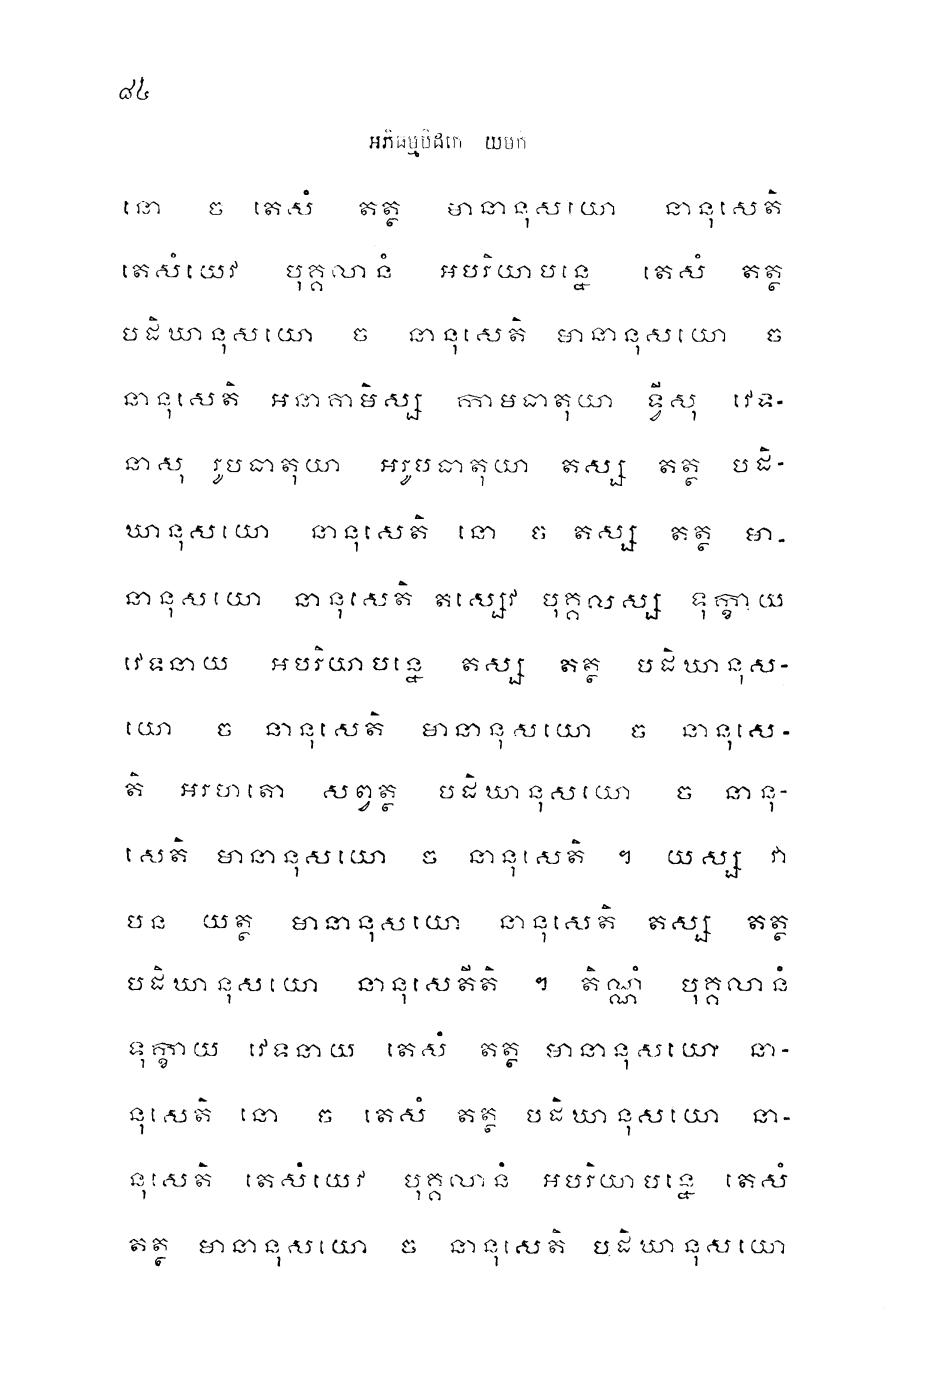 ៨៤
អភិធម្មបិដកេ យមកំ
នោ ច តេសំ តត្ថ មានានុសយោ នានុសេតិ
តេសំយេវ បុគ្គលានំ អបរិយាបន្នេ តេសំ តត្ថ
បដិឃានុសយោ ច នានុសេតិ មានានុសយោ ច
នានុសេតិ អនាគាមិស្ស កាមធាតុយា ទ្វីសុ វេទ-
នាសុ រូបធាតុយា អរូបធាតុយា តស្ស តត្ថ បដិ-
ឃានុសយោ នានុសេតិ នោ ច តស្ស តត្ថ មា-
នានុសយោ នានុសេតិ តស្សេវ បុគ្គលស្ស ទុក្ខាយ
វេទនាយ អបរិយាបន្នេ តស្ស តត្ថ បដិឃានុស-
យោ ច នានុសេតិ មានានុសយោ ច នានុសេ-
តិ អរហតោ សព្វត្ថ បដិឃានុសយោ ច នានុ-
សេតិ មានានុសយោ ច នានុសេតិ ។ យស្ស វា
បន យត្ថ មានានុសយោ នានុសេតិ តស្ស តត្ថ
បដិឃានុសយោ នានុសេតីតិ ។ តិណ្ណំ បុគ្គលានំ
ទុក្ខាយ វេទនាយ តេសំ តត្ថ មានានុសយោ នា-
នុសេតិ នោ ច តេសំ តត្ថ បដិឃានុសយោ នា-
នុសេតិ តេសំយេវ បុគ្គលានំ អបរិយាបន្នេ តេសំ
តត្ថ មានានុសយោ ច នានុសេតិ បដិឃានុសយោ